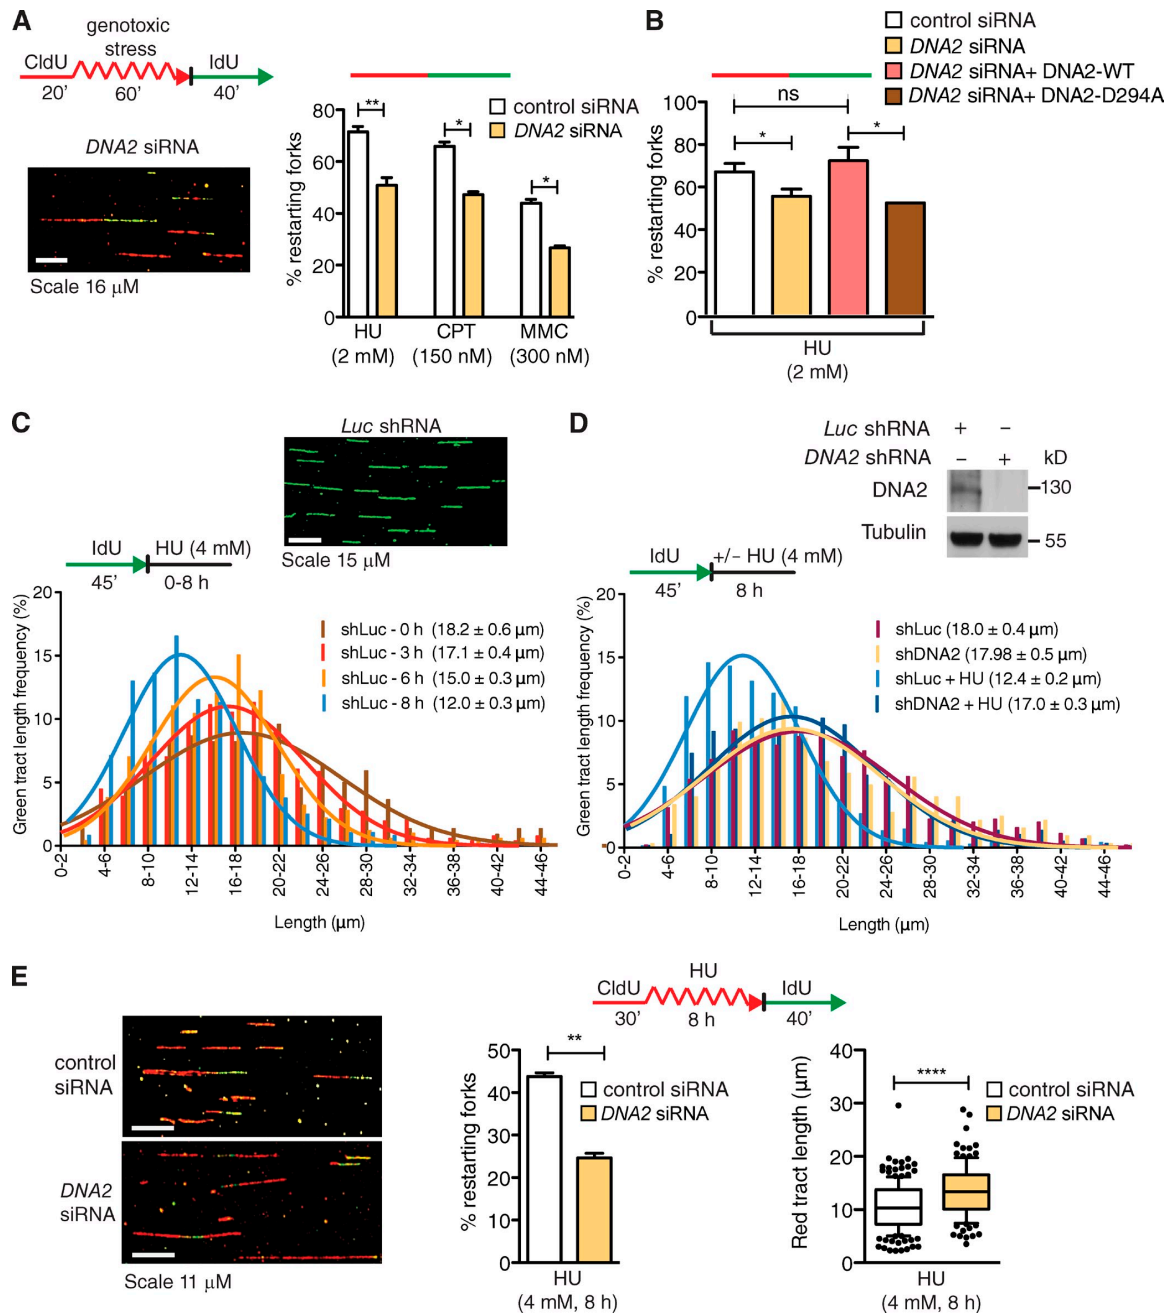 A
genotoxic
stress
CldU
IdU
20’
60’
40’
DNA2 siRNA
Scale 16 μM
control siRNA
DNA2 siRNA
% restarting forks
80
60
40
20
0
**
*
*
HU
(2 mM)
CPT
(150 nM)
MMC
(300 nM)
B
control siRNA
DNA2 siRNA
DNA2 siRNA+ DNA2-WT
DNA2 siRNA+ DNA2-D294A
% restarting forks
100
80
60
40
20
0
ns
*
*
HU
(2 mM)
C
Luc shRNA
Scale 15 μM
IdU
HU (4 mM)
45’
0-8 h
Green tract length frequency (%)
20
15
10
5
0
shLuc - 0 h (18.2 ± 0.6 μm)
shLuc - 3 h (17.1 ± 0.4 μm)
shLuc - 6 h (15.0 ± 0.3 μm)
shLuc - 8 h (12.0 ± 0.3 μm)
0-2
4-6
8-10
12-14
16-18
20-22
24-26
28-30
32-34
36-38
40-42
44-46
Length (μm)
D
Luc shRNA + –
DNA2 shRNA – + kD
DNA2
130
Tubulin
55
IdU
+/– HU (4 mM)
45’
8 h
Green tract length frequency (%)
20
15
10
5
0
shLuc (18.0 ± 0.4 μm)
shDNA2 (17.98 ± 0.5 μm)
shLuc + HU (12.4 ± 0.2 μm)
shDNA2 + HU (17.0 ± 0.3 μm)
0-2
4-6
8-10
12-14
16-18
20-22
24-26
28-30
32-34
36-38
40-42
44-46
Length (μm)
E
control
siRNA
DNA2
siRNA
Scale 11 μM
HU
CldU
IdU
30’
8 h
40’
% restarting forks
50
40
30
20
10
0
**
control siRNA
DNA2 siRNA
HU
(4 mM, 8 h)
Red tract length (μm)
40
30
20
10
0
****
control siRNA
DNA2 siRNA
HU
(4 mM, 8 h)